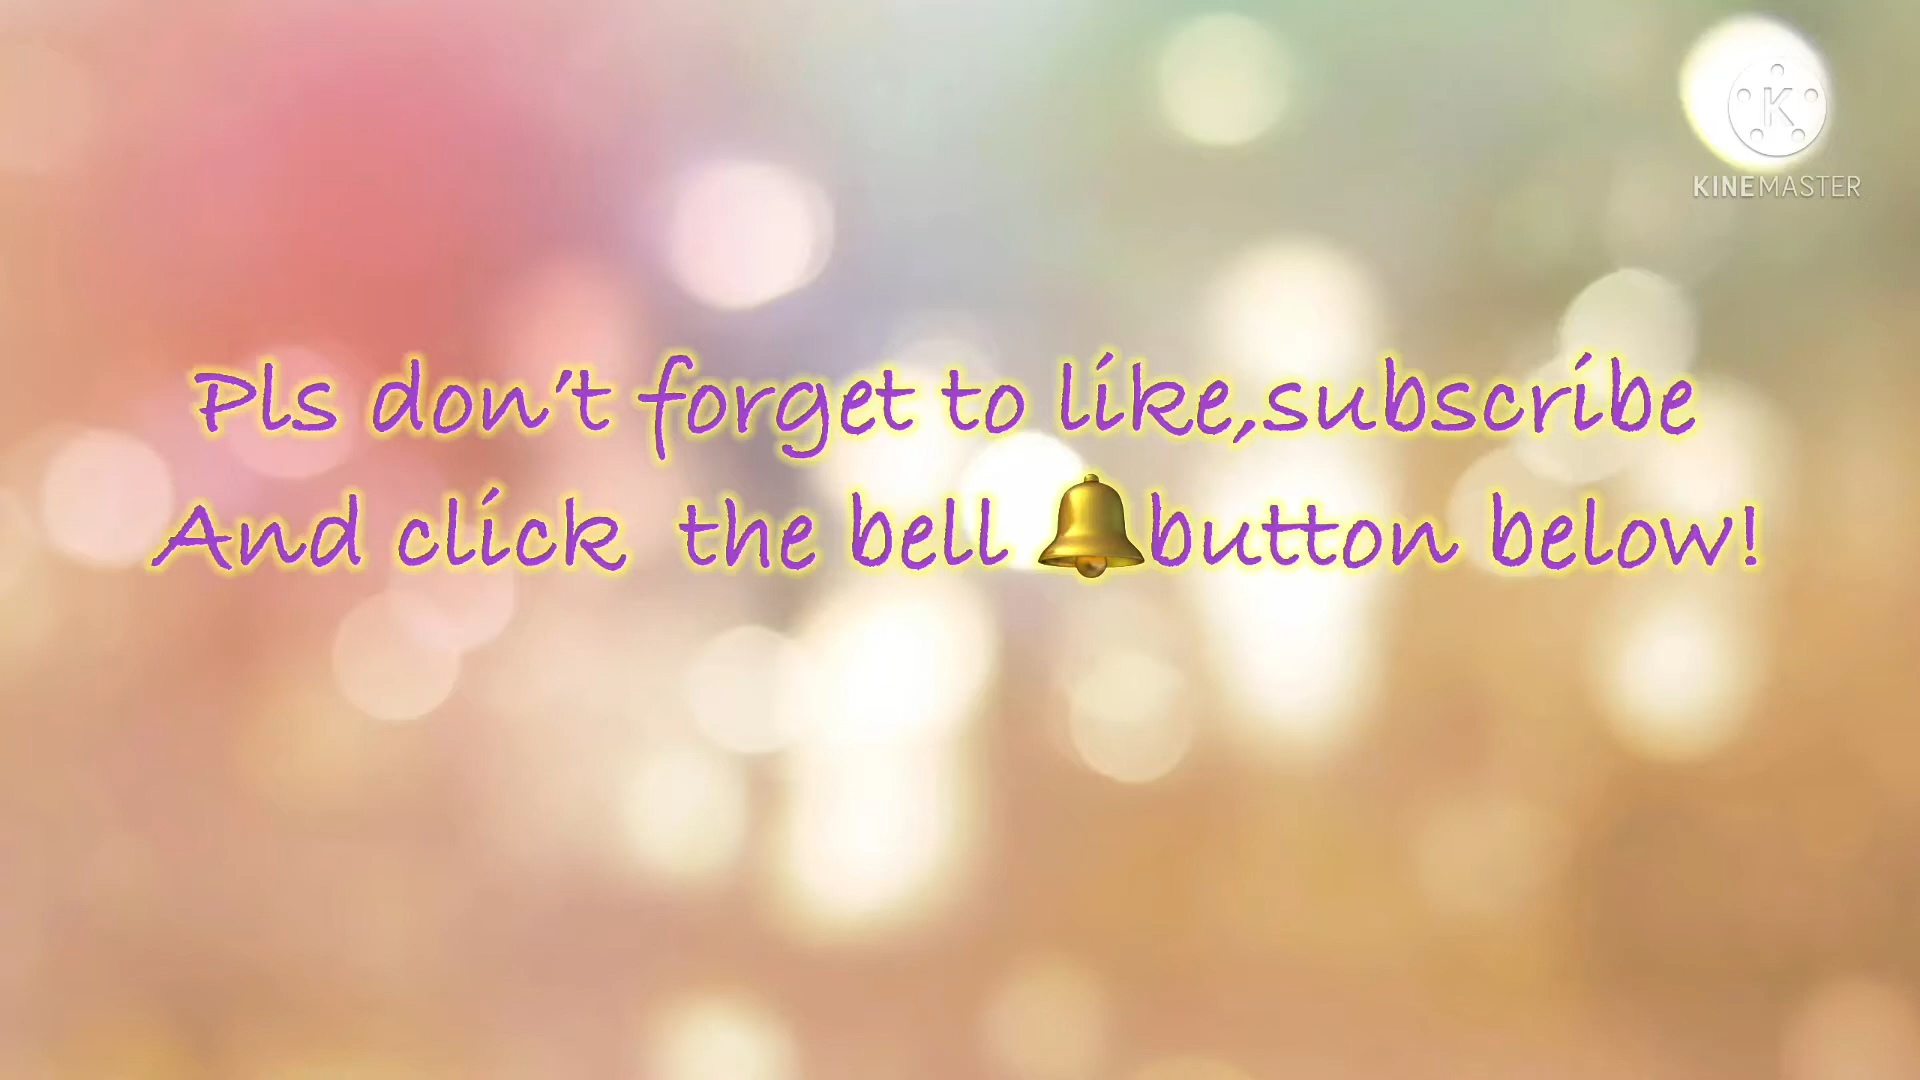 K
KINEMASTER
Pls don't forget to like,subscribe
And click the bell 🔔button below!